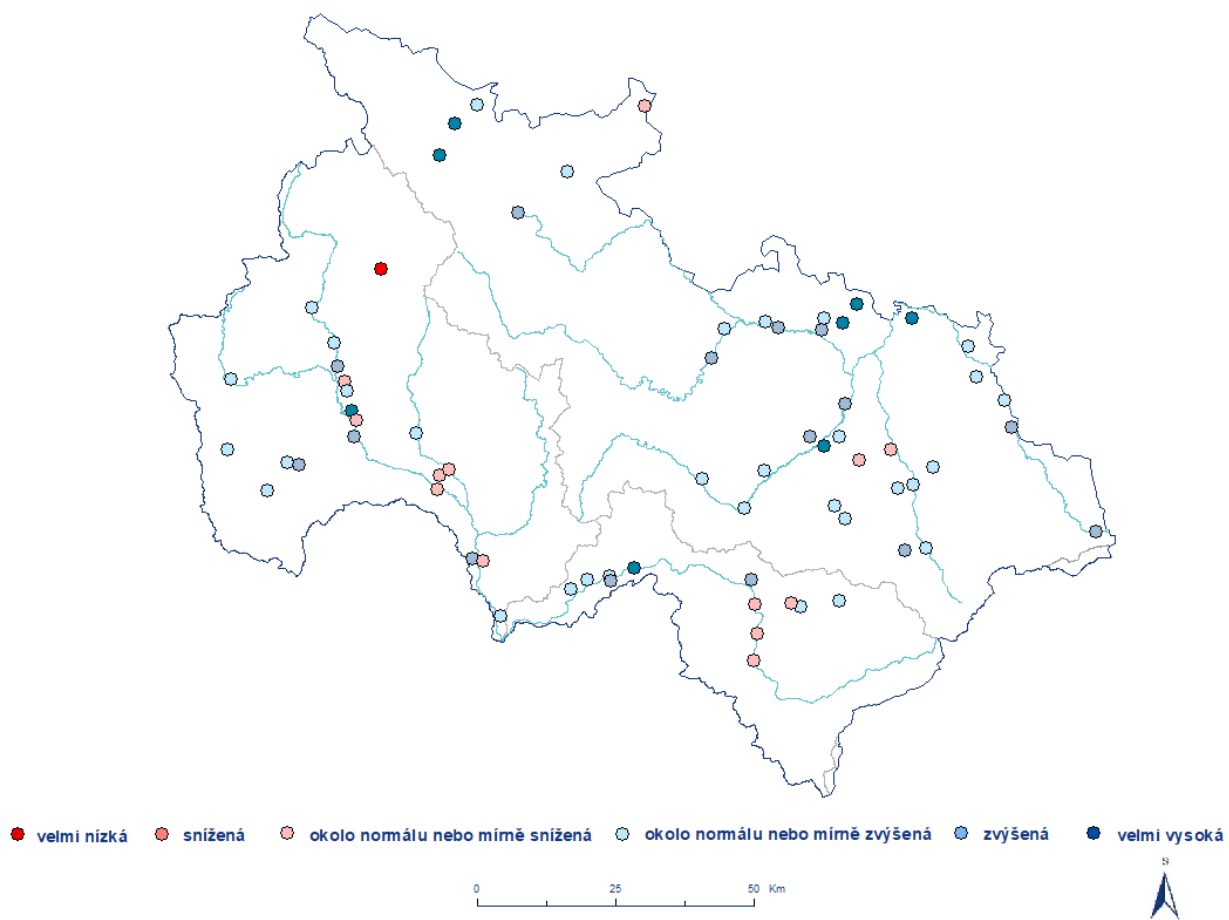 velmi nízká snížená okolo normálu nebo mírně snížená okolo normálu nebo mírně zvýšená zvýšená velmi vysoká
S
0 25 50 Km